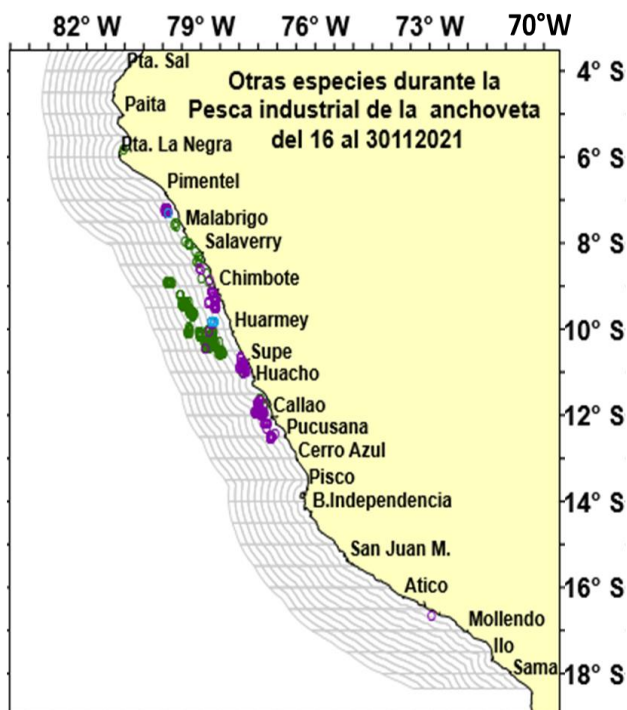 82° W 79° W 76° W 73° W 70°W
Otras especies durante la
Pesca industrial de la anchoveta
del 16 al 30112021
Pta. Sal
4° S
Paita
Pta. La Negra
6° S
Pimentel
Malabrigo
Salaverry
8° S
Chimbote
Huarmey
10° S
Supe
Huacho
Callao
12° S
Pucusana
Cerro Azul
Pisco
B.Independencia
14° S
San Juan M.
Atico
16° S
Mollendo
Ilo
Sama
18° S